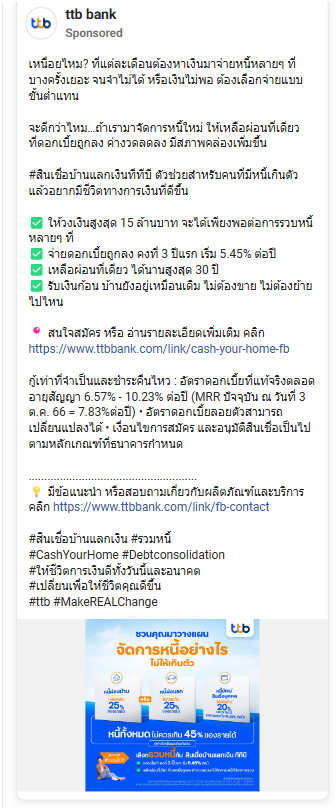 ttb bank
Sponsored
เหนื่อยไหม? ที่แต่ละเดือนต้องหาเงินมาจ่ายหนี้หลายๆ ที่
บางครั้งเยอะ จนจำไม่ได้ หรือเงินไม่พอ ต้องเลือกจ่ายแบบ
ขั้นต่ำแทน
จะดีกว่าไหม...ถ้าเรามาจัดการหนี้ใหม่ ให้เหลือผ่อนที่เดียว
ที่ดอกเบี้ยถูกลง ค่างวดลดลง มีสภาพคล่องเพิ่มขึ้น
#สินเชื่อบ้านแลกเงินทีทีบี ตัวช่วยสำหรับคนที่มีหนี้เกินตัว
แล้วอยากมีชีวิตทางการเงินที่ดีขึ้น
✅ ให้วงเงินสูงสุด 15 ล้านบาท จะได้เพียงพอต่อการรวบหนี้
หลายๆ ที่
✅ จ่ายดอกเบี้ยถูกลง คงที่ 3 ปีแรก เริ่ม 5.45% ต่อปี
✅ เหลือผ่อนที่เดียว ได้นานสูงสุด 30 ปี
✅ รับเงินก้อน บ้านยังอยู่เหมือนเดิม ไม่ต้องขาย ไม่ต้องย้าย
ไปไหน
📍 สนใจสมัคร หรือ อ่านรายละเอียดเพิ่มเติม คลิก
https://www.ttbbank.com/link/cash-your-home-fb
กู้เท่าที่จำเป็นและชำระคืนไหว : อัตราดอกเบี้ยที่แท้จริงตลอด
อายุสัญญา 6.57% - 10.23% ต่อปี (MRR ปัจจุบัน ณ วันที่ 3
ต.ค. 66 = 7.83%ต่อปี) • อัตราดอกเบี้ยลอยตัวสามารถ
เปลี่ยนแปลงได้ • เงื่อนไขการสมัคร และอนุมัติสินเชื่อเป็นไป
ตามหลักเกณฑ์ที่ธนาคารกำหนด
......................................................
💡 มีข้อแนะนำ หรือสอบถามเกี่ยวกับผลิตภัณฑ์และบริการ
คลิก https://www.ttbbank.com/link/fb-contact
#สินเชื่อบ้านแลกเงิน #รวมหนี้
#CashYourHome #Debtconsolidation
#ให้ชีวิตการเงินดีทั้งวันนี้และอนาคต
#เปลี่ยนเพื่อให้ชีวิตคุณดีขึ้น
#ttb #MakeREALChange
ttb
ชวนคุณมาวางแผน
จัดการหนี้อย่างไร
ไม่ให้เกินตัว
หนี้ผ่อนบ้าน
25%
หนี้ผ่อนรถ
25%
20%
หนี้ทั้งหมด ไม่ควรเกิน 45% ของรายได้